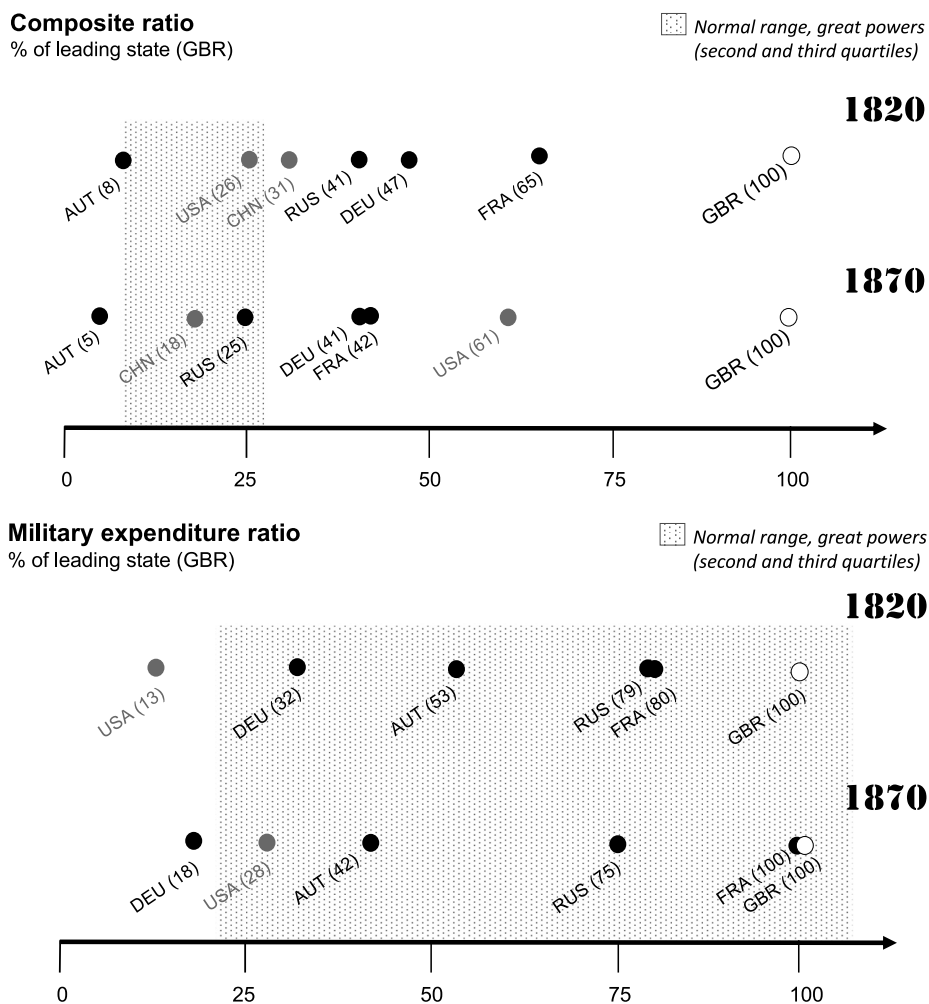 Composite ratio
% of leading state (GBR)
Normal range, great powers
(second and third quartiles)
1820
AUT (8)
USA (26)
CHN (31)
RUS (41)
DEU (47)
FRA (65)
GBR (100)
1870
AUT (5)
CHN (18)
RUS (25)
DEU (41)
FRA (42)
USA (61)
GBR (100)
0 25 50 75 100
Military expenditure ratio
% of leading state (GBR)
Normal range, great powers
(second and third quartiles)
1820
USA (13)
DEU (32)
AUT (53)
RUS (79)
FRA (80)
GBR (100)
1870
DEU (18)
USA (28)
AUT (42)
RUS (75)
FRA (100)
GBR (100)
0 25 50 75 100